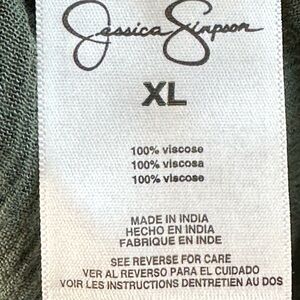 Jessica Simpson
XL
100% viscose
100% viscosa
100% viscose
MADE IN INDIA
HECHO EN INDIA
FABRIQUE EN INDE
SEE REVERSE FOR CARE
VER AL REVERSO PARA EL CUIDADO
VOIR LES INSTRUCTIONS DENTRETIEN AU DOS